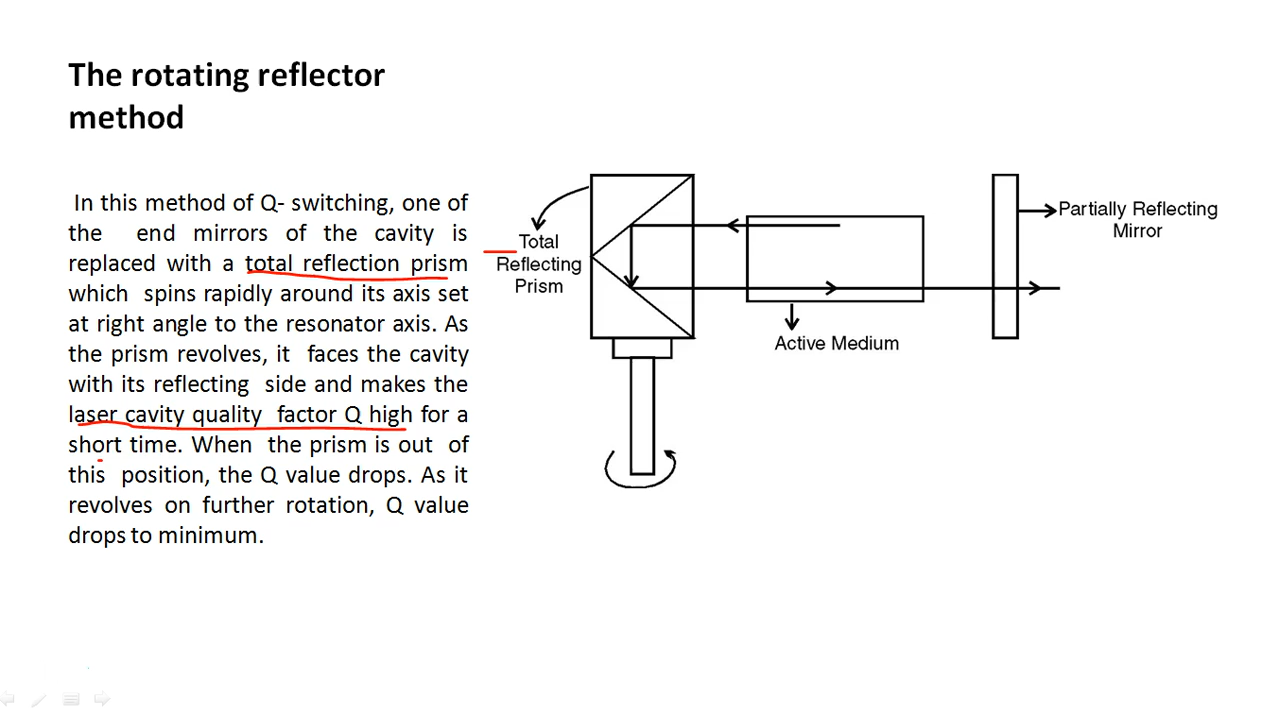 The rotating reflector
method
In this method of Q- switching, one of
the end mirrors of the cavity is
replaced with a total reflection prism
which spins rapidly around its axis set
at right angle to the resonator axis. As
the prism revolves, it faces the cavity
with its reflecting side and makes the
laser cavity quality factor Q high for a
short time. When the prism is out of
this position, the Q value drops. As it
revolves on further rotation, Q value
drops to minimum.
Total
Reflecting
Prism
Active Medium
Partially Reflecting
Mirror